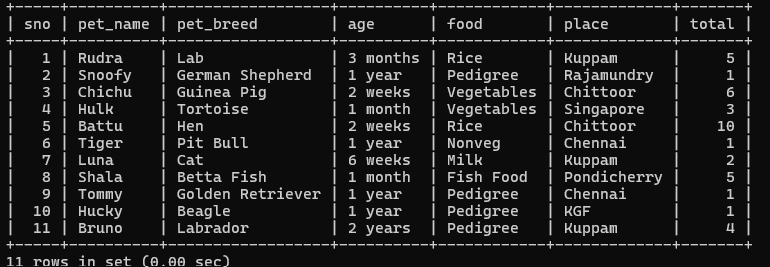 +-----+----------+------------------+----------+------------+-------------+-------+
| sno | pet_name | pet_breed        | age      | food       | place       | total |
+-----+----------+------------------+----------+------------+-------------+-------+
|   1 | Rudra    | Lab              | 3 months | Rice       | Kuppam      |     5 |
|   2 | Snoofy   | German Shepherd  | 1 year   | Pedigree   | Rajamundry  |     1 |
|   3 | Chichu   | Guinea Pig       | 2 weeks  | Vegetables | Chittoor    |     6 |
|   4 | Hulk     | Tortoise         | 1 month  | Vegetables | Singapore   |     3 |
|   5 | Battu    | Hen              | 2 weeks  | Rice       | Chittoor    |    10 |
|   6 | Tiger    | Pit Bull         | 1 year   | Nonveg     | Chennai     |     1 |
|   7 | Luna     | Cat              | 6 weeks  | Milk       | Kuppam      |     2 |
|   8 | Shala    | Betta Fish       | 1 month  | Fish Food  | Pondicherry |     5 |
|   9 | Tommy    | Golden Retriever | 1 year   | Pedigree   | Chennai     |     1 |
|  10 | Hucky    | Beagle           | 1 year   | Pedigree   | KGF         |     1 |
|  11 | Bruno    | Labrador         | 2 years  | Pedigree   | Kuppam      |     4 |
+-----+----------+------------------+----------+------------+-------------+-------+
11 rows in set (0.00 sec)